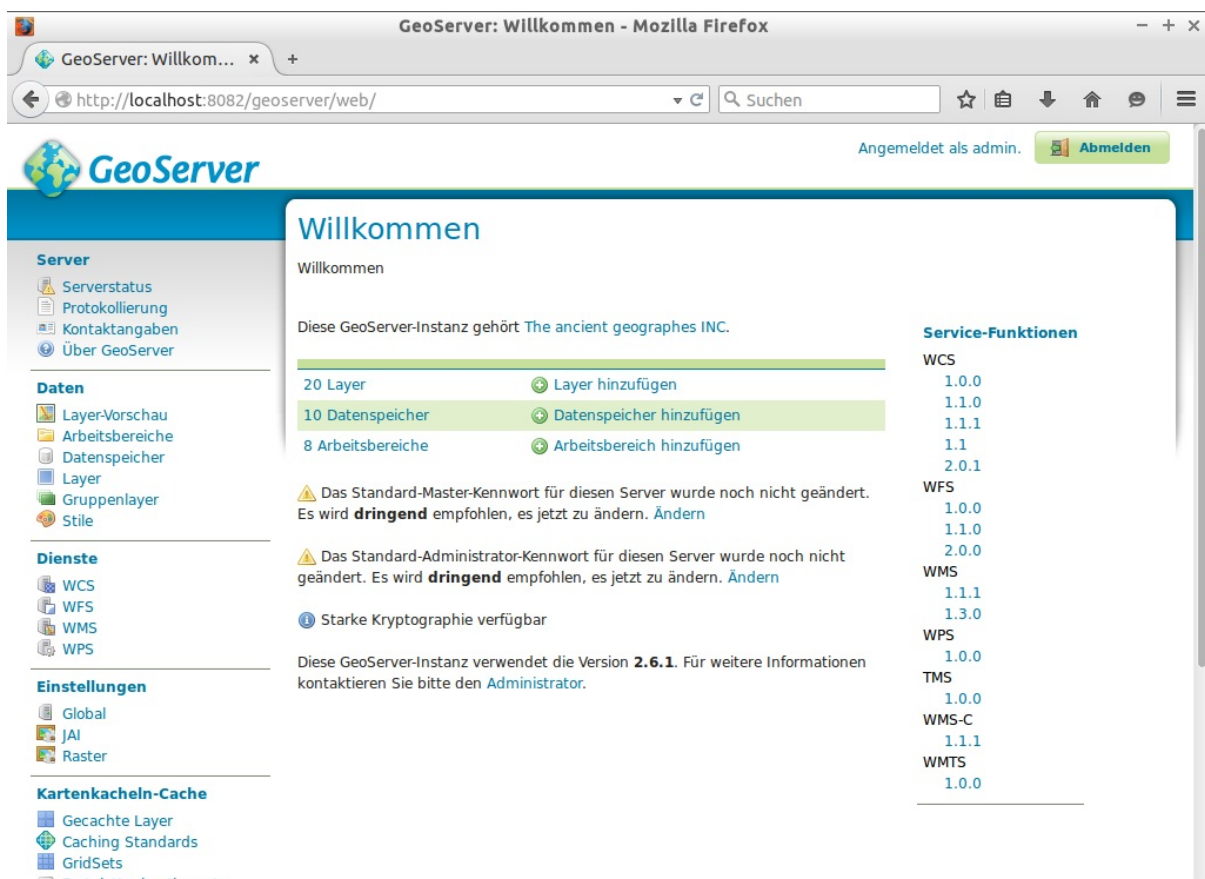 GeoServer: Willkommen - Mozilla Firefox
GeoServer: Willkom...
http://localhost:8082/geoserver/web/
Suchen
GeoServer
Angemeldet als admin.
Abmelden
Server
Serverstatus
Protokollierung
Kontaktangaben
Über GeoServer
Daten
Layer-Vorschau
Arbeitsbereiche
Datenspeicher
Layer
Gruppenlayer
Stile
Dienste
WCS
WFS
WMS
WPS
Einstellungen
Global
JAI
Raster
Kartenkacheln-Cache
Gecachte Layer
Caching Standards
GridSets
Willkommen
Willkommen
Diese GeoServer-Instanz gehört The ancient geographes INC.
20 Layer Layer hinzufügen
10 Datenspeicher Datenspeicher hinzufügen
8 Arbeitsbereiche Arbeitsbereich hinzufügen
Das Standard-Master-Kennwort für diesen Server wurde noch nicht geändert.
Es wird dringend empfohlen, es jetzt zu ändern. Ändern
Das Standard-Administrator-Kennwort für diesen Server wurde noch nicht
geändert. Es wird dringend empfohlen, es jetzt zu ändern. Ändern
Starke Kryptographie verfügbar
Diese GeoServer-Instanz verwendet die Version 2.6.1. Für weitere Informationen
kontaktieren Sie bitte den Administrator.
Service-Funktionen
WCS
1.0.0
1.1.0
1.1.1
1.1
2.0.1
WFS
1.0.0
1.1.0
2.0.0
WMS
1.1.1
1.3.0
WPS
1.0.0
TMS
1.0.0
WMS-C
1.1.1
WMTS
1.0.0